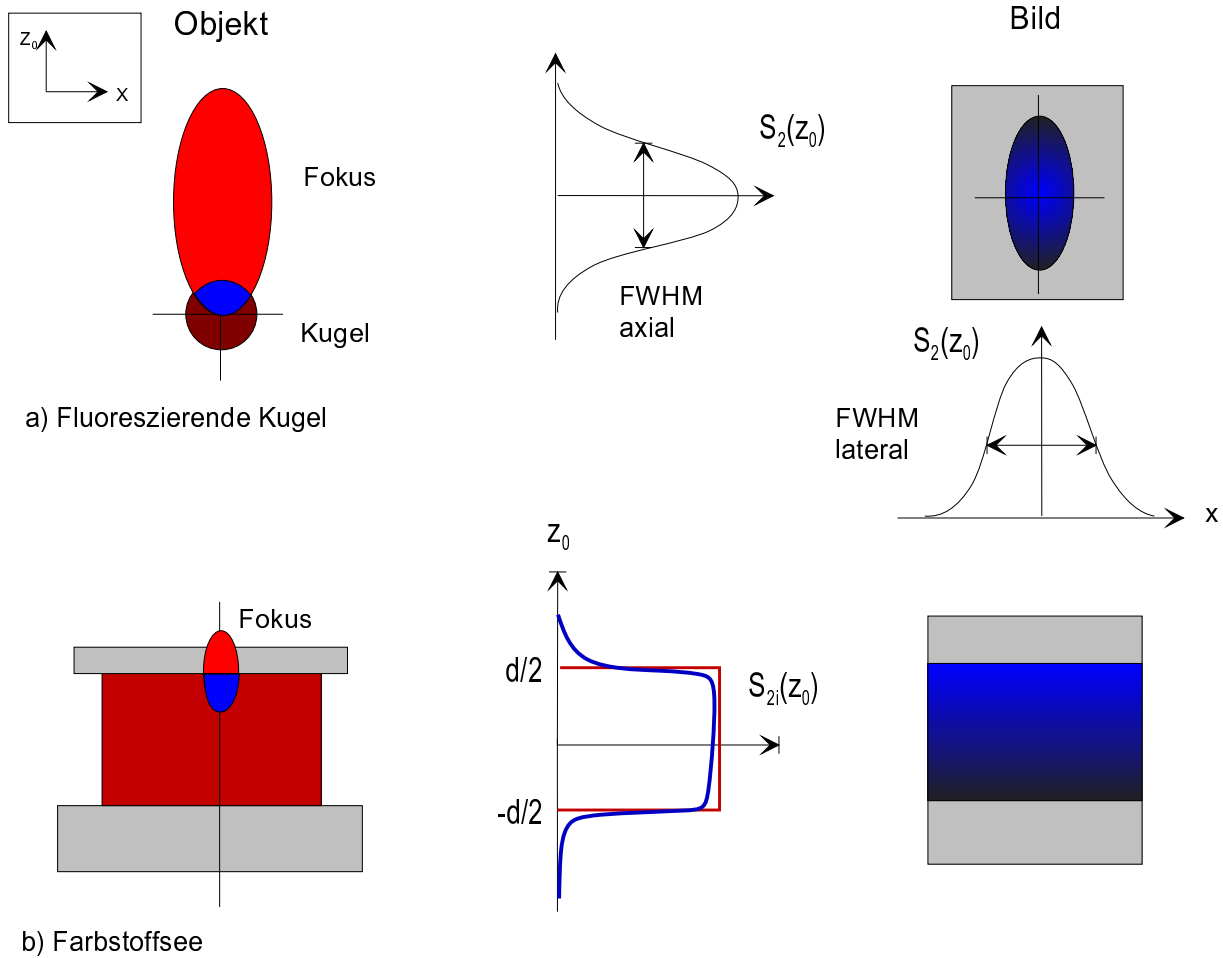 Objekt
Bild
Z₀
X
Fokus
Kugel
S₂(z₀)
FWHM
axial
S₂(z₀)
FWHM
lateral
x
a) Fluoreszierende Kugel
z₀
Fokus
d/2
S₂ᵢ(z₀)
-d/2
b) Farbstoffsee